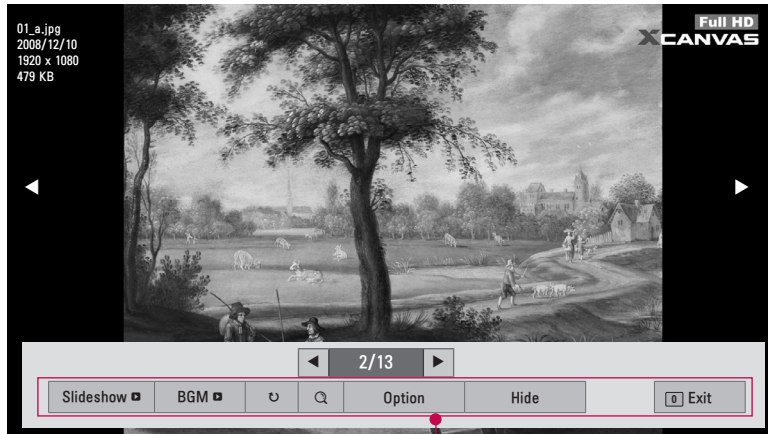 01_a.jpg
2008/12/10
1920 x 1080
479 KB
Full HD
XCANVAS
2/13
Slideshow
BGM
Option
Hide
0 Exit